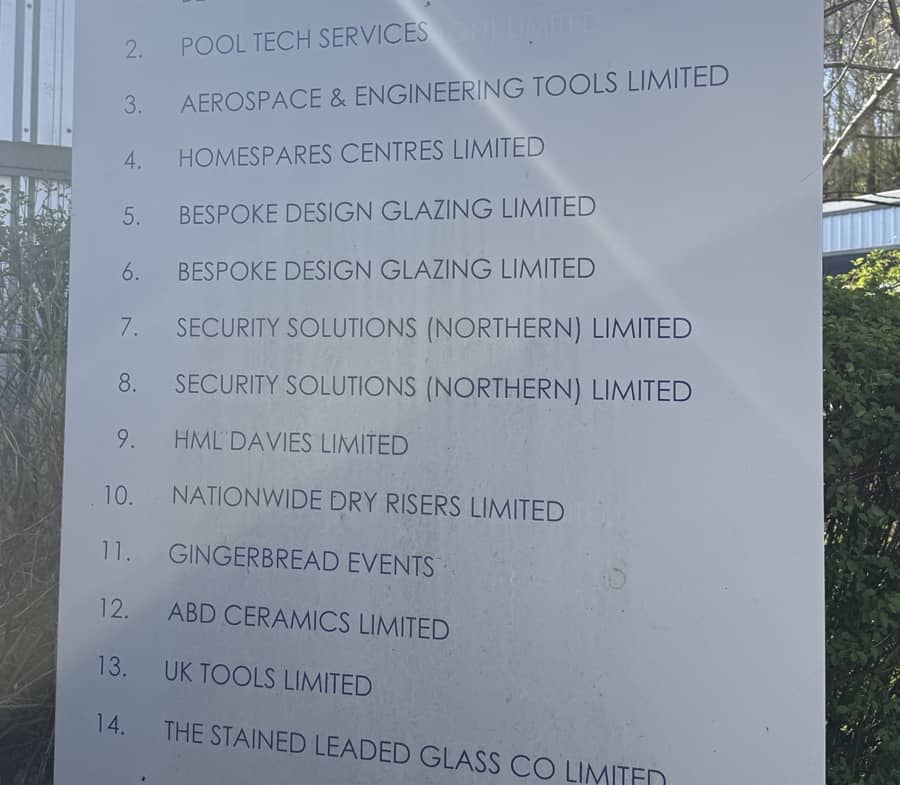 2. POOL TECH SERVICES
3. AEROSPACE & ENGINEERING TOOLS LIMITED
4. HOMESPARES CENTRES LIMITED
5. BESPOKE DESIGN GLAZING LIMITED
6. BESPOKE DESIGN GLAZING LIMITED
7. SECURITY SOLUTIONS (NORTHERN) LIMITED
8. SECURITY SOLUTIONS (NORTHERN) LIMITED
9. HML DAVIES LIMITED
10. NATIONWIDE DRY RISERS LIMITED
11. GINGERBREAD EVENTS
12. ABD CERAMICS LIMITED
13. UK TOOLS LIMITED
14. THE STAINED LEADED GLASS CO LIMITED